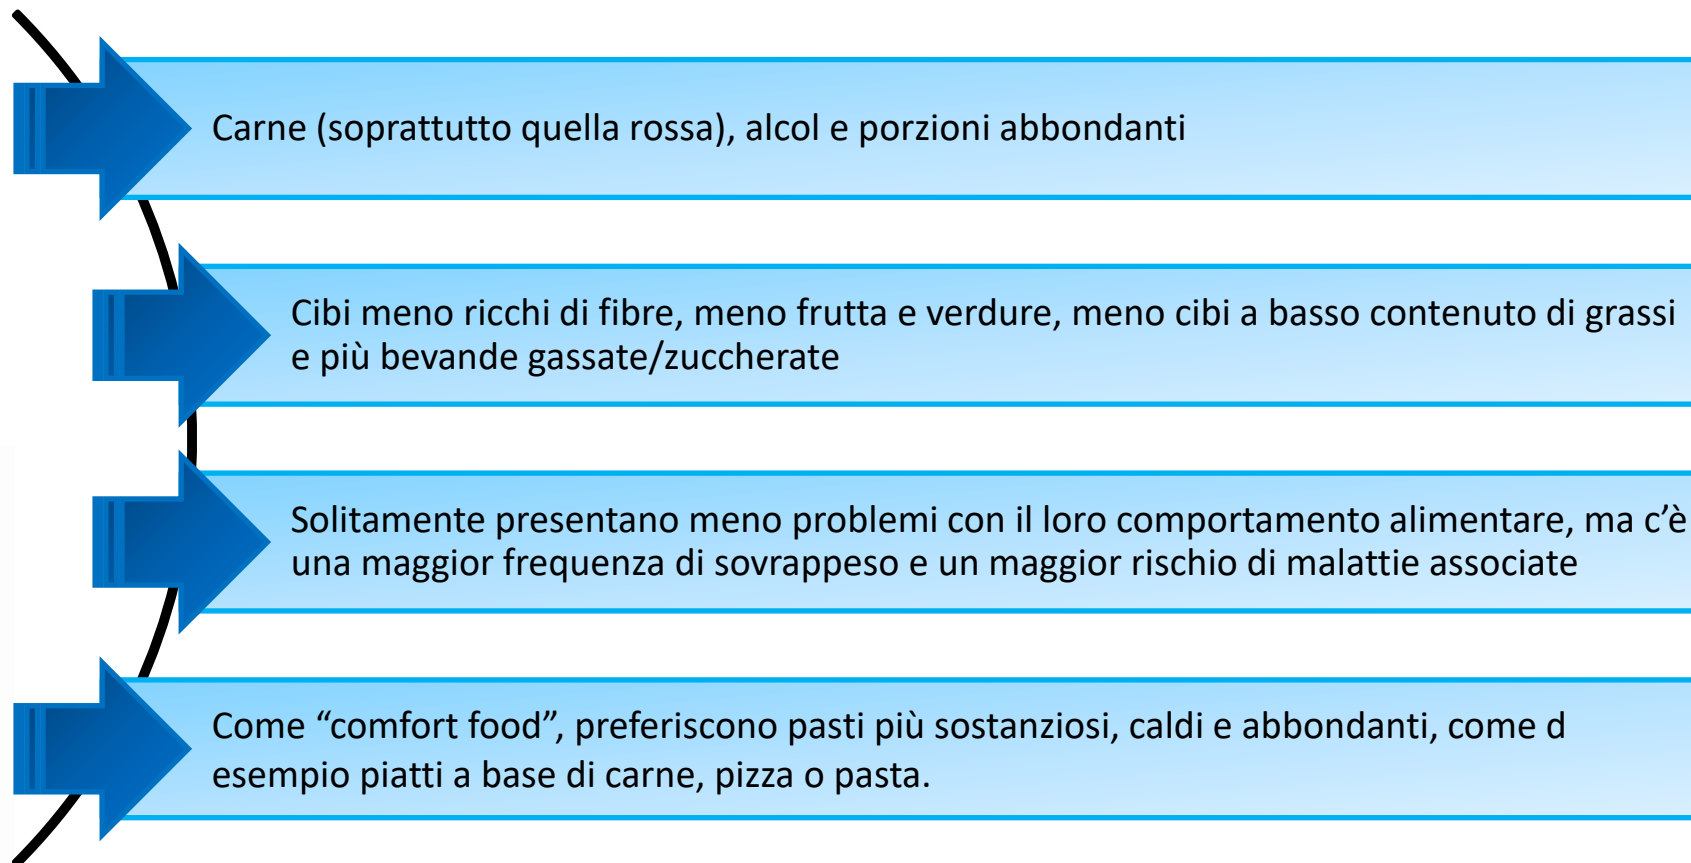 Carne (soprattutto quella rossa), alcol e porzioni abbondanti
Cibi meno ricchi di fibre, meno frutta e verdure, meno cibi a basso contenuto di grassi
e più bevande gassate/zuccherate
Solitamente presentano meno problemi con il loro comportamento alimentare, ma c’è
una maggior frequenza di sovrappeso e un maggior rischio di malattie associate
Come “comfort food”, preferiscono pasti più sostanziosi, caldi e abbondanti, come d
esempio piatti a base di carne, pizza o pasta.